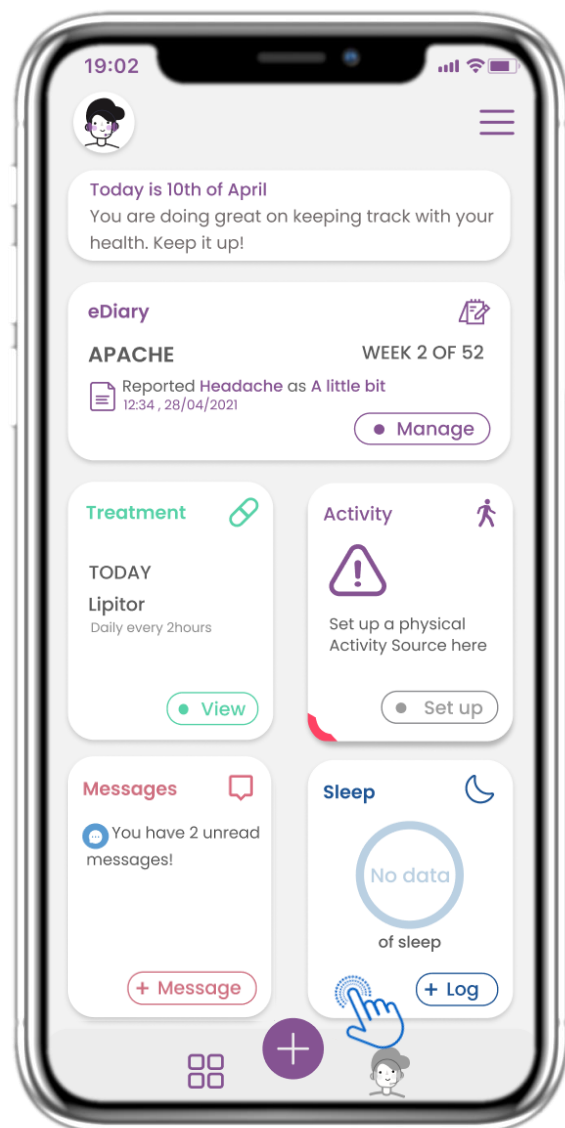 19:02
Today is 10th of April
You are doing great on keeping track with your
health. Keep it up!
eDiary
APACHE
WEEK 2 OF 52
Reported Headache as A little bit
12:34 , 28/04/2021
Manage
Treatment
TODAY
Lipitor
Daily every 2hours
View
Activity
Set up a physical
Activity Source here
Set up
Messages
You have 2 unread
messages!
+ Message
Sleep
No data
of sleep
+ Log